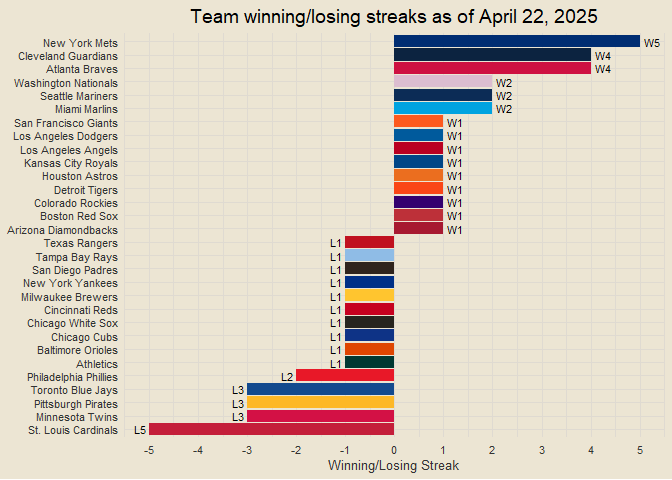 Team winning/losing streaks as of April 22, 2025
New York Mets W5
Cleveland Guardians W4
Atlanta Braves W4
Washington Nationals W2
Seattle Mariners W2
Miami Marlins W2
San Francisco Giants W1
Los Angeles Dodgers W1
Los Angeles Angels W1
Kansas City Royals W1
Houston Astros W1
Detroit Tigers W1
Colorado Rockies W1
Boston Red Sox W1
Arizona Diamondbacks W1
Texas Rangers L1
Tampa Bay Rays L1
San Diego Padres L1
New York Yankees L1
Milwaukee Brewers L1
Cincinnati Reds L1
Chicago White Sox L1
Chicago Cubs L1
Baltimore Orioles L1
Athletics L1
Philadelphia Phillies L2
Toronto Blue Jays L3
Pittsburgh Pirates L3
Minnesota Twins L3
St. Louis Cardinals L5
-5 -4 -3 -2 -1 0 1 2 3 4 5
Winning/Losing Streak